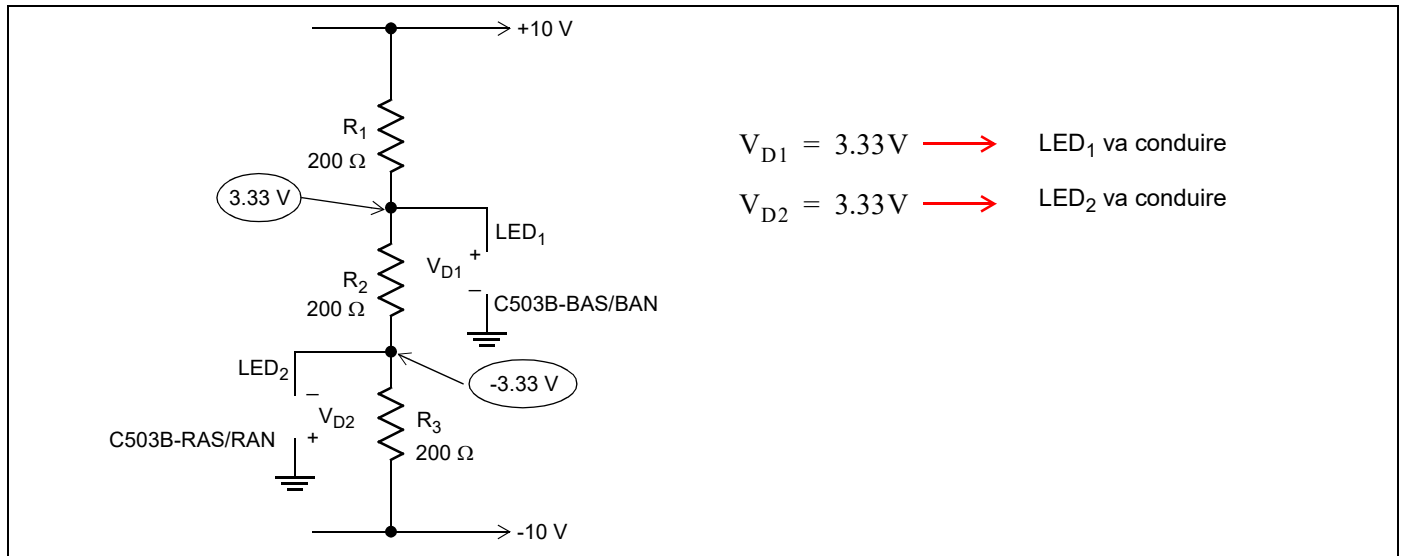 +10 V
R1
200 Ω
3.33 V
LED1
+
VD1
–
C503B-BAS/BAN
R2
200 Ω
LED2
-3.33 V
–
VD2
+
C503B-RAS/RAN
R3
200 Ω
-10 V
VD1 = 3.33V LED1 va conduire
VD2 = 3.33V LED2 va conduire